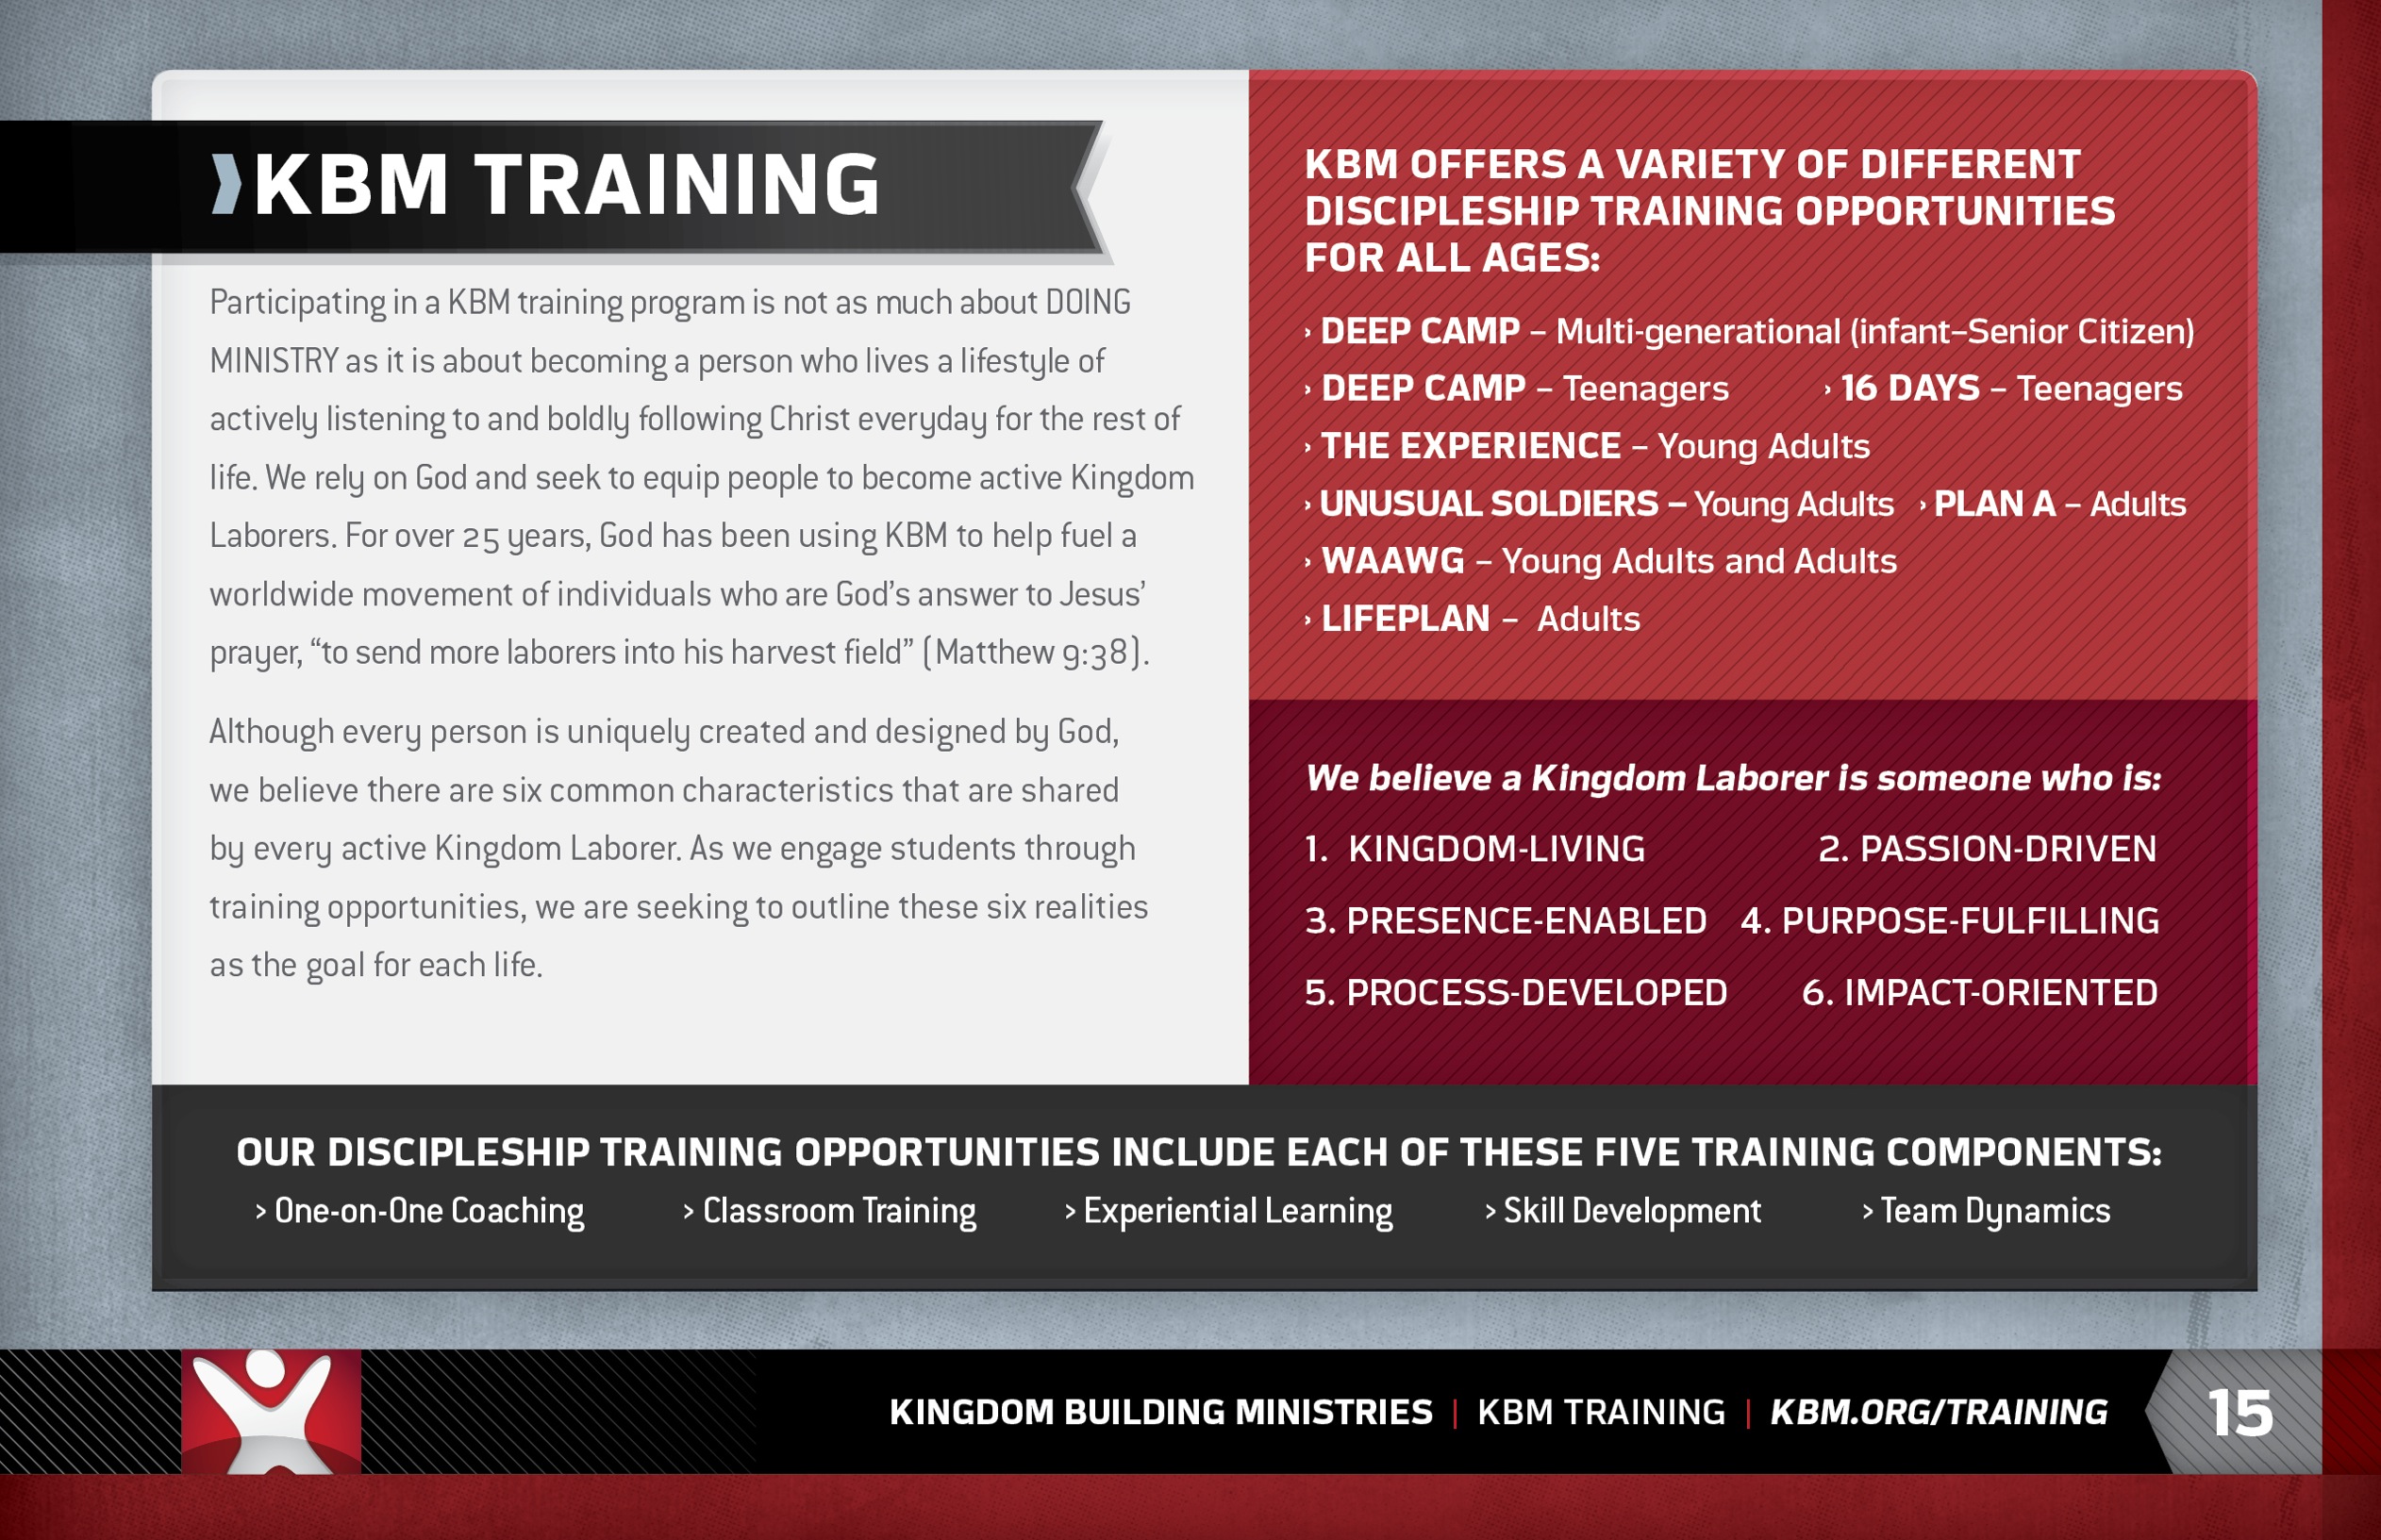 KBM TRAINING
Participating in a KBM training program is not as much about DOING
MINISTRY as it is about becoming a person who lives a lifestyle of
actively listening to and boldly following Christ everyday for the rest of
life. We rely on God and seek to equip people to become active Kingdom
Laborers. For over 25 years, God has been using KBM to help fuel a
worldwide movement of individuals who are God’s answer to Jesus’
prayer, “to send more laborers into his harvest field” (Matthew 9:38).
Although every person is uniquely created and designed by God,
we believe there are six common characteristics that are shared
by every active Kingdom Laborer. As we engage students through
training opportunities, we are seeking to outline these six realities
as the goal for each life.
KBM OFFERS A VARIETY OF DIFFERENT
DISCIPLESHIP TRAINING OPPORTUNITIES
FOR ALL AGES:
› DEEP CAMP – Multi-generational (infant–Senior Citizen)
› DEEP CAMP – Teenagers › 16 DAYS – Teenagers
› THE EXPERIENCE – Young Adults
› UNUSUAL SOLDIERS – Young Adults › PLAN A – Adults
› WAAWG – Young Adults and Adults
› LIFEPLAN – Adults
We believe a Kingdom Laborer is someone who is:
1. KINGDOM-LIVING 2. PASSION-DRIVEN
3. PRESENCE-ENABLED 4. PURPOSE-FULFILLING
5. PROCESS-DEVELOPED 6. IMPACT-ORIENTED
OUR DISCIPLESHIP TRAINING OPPORTUNITIES INCLUDE EACH OF THESE FIVE TRAINING COMPONENTS:
› One-on-One Coaching › Classroom Training › Experiential Learning › Skill Development › Team Dynamics
KINGDOM BUILDING MINISTRIES | KBM TRAINING | KBM.ORG/TRAINING 15